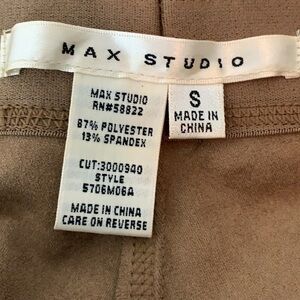 MAX STUDIO
MAX STUDIO
RN#58822
87% POLYESTER
13% SPANDEX
CUT:3000940
STYLE
5706M06A
MADE IN CHINA
CARE ON REVERSE
S
MADE IN
CHINA